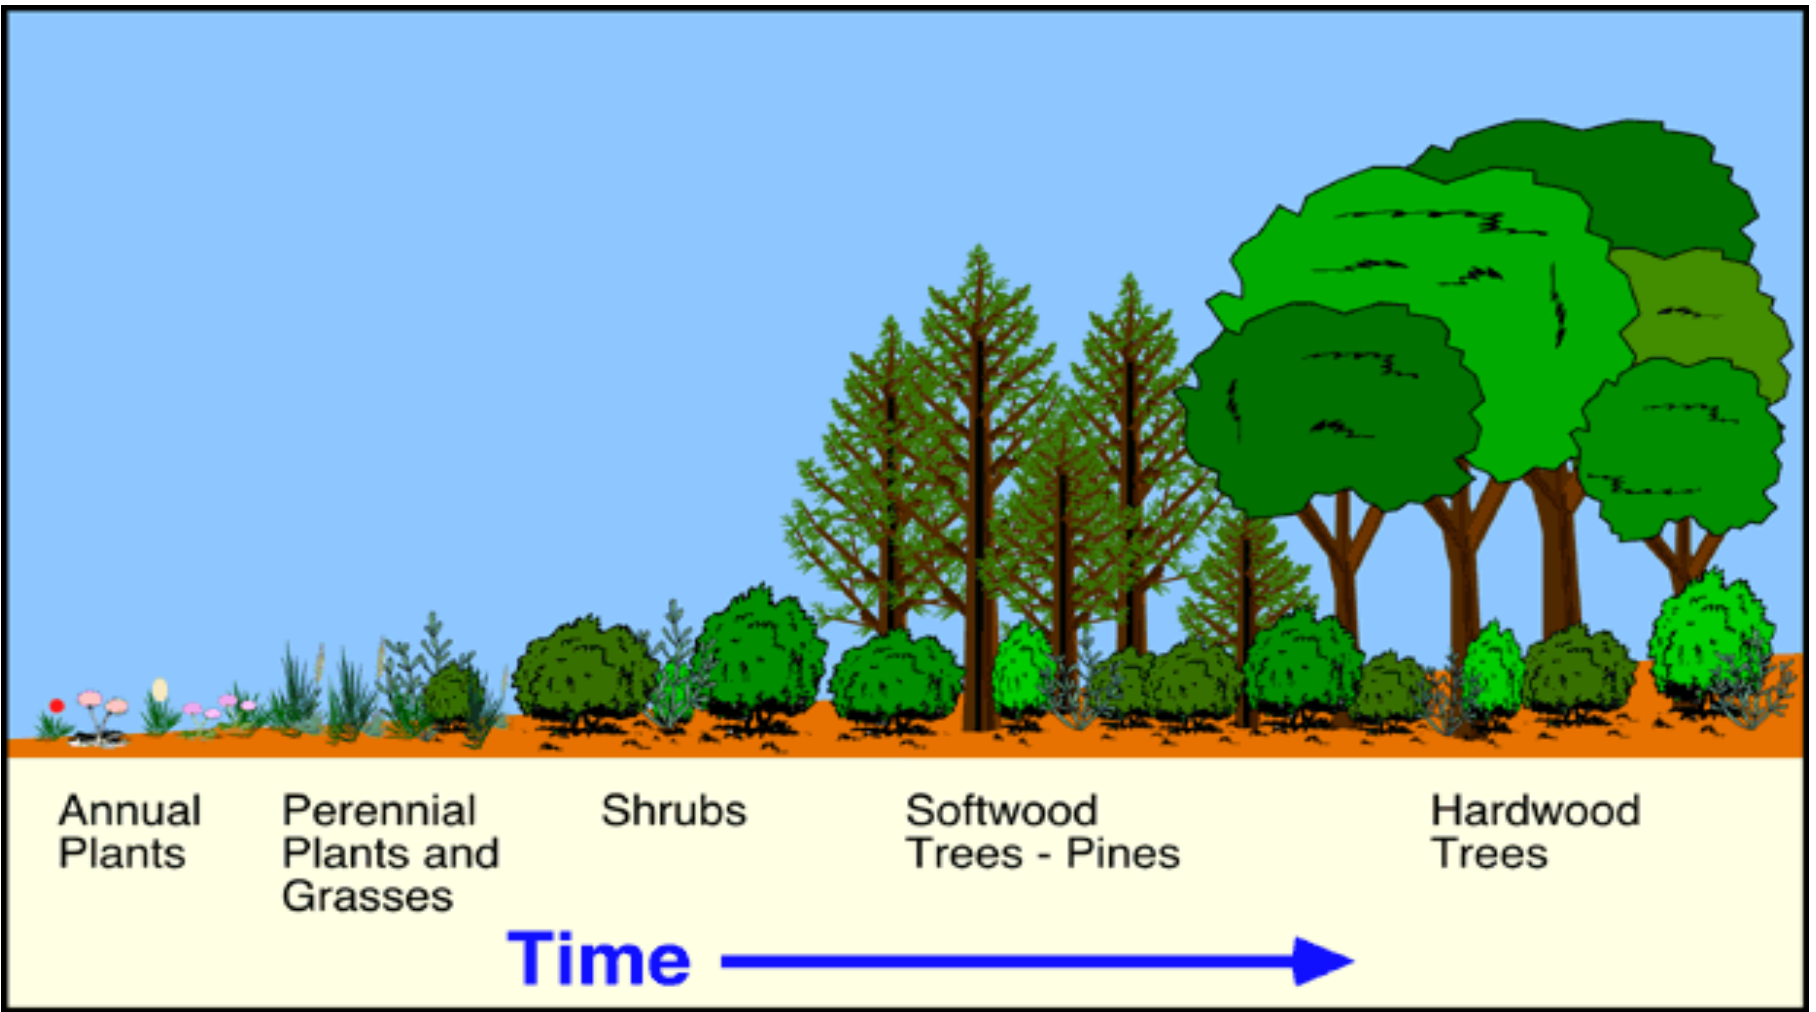 Annual
Plants
Perennial
Plants and
Grasses
Shrubs
Softwood
Trees - Pines
Hardwood
Trees
Time